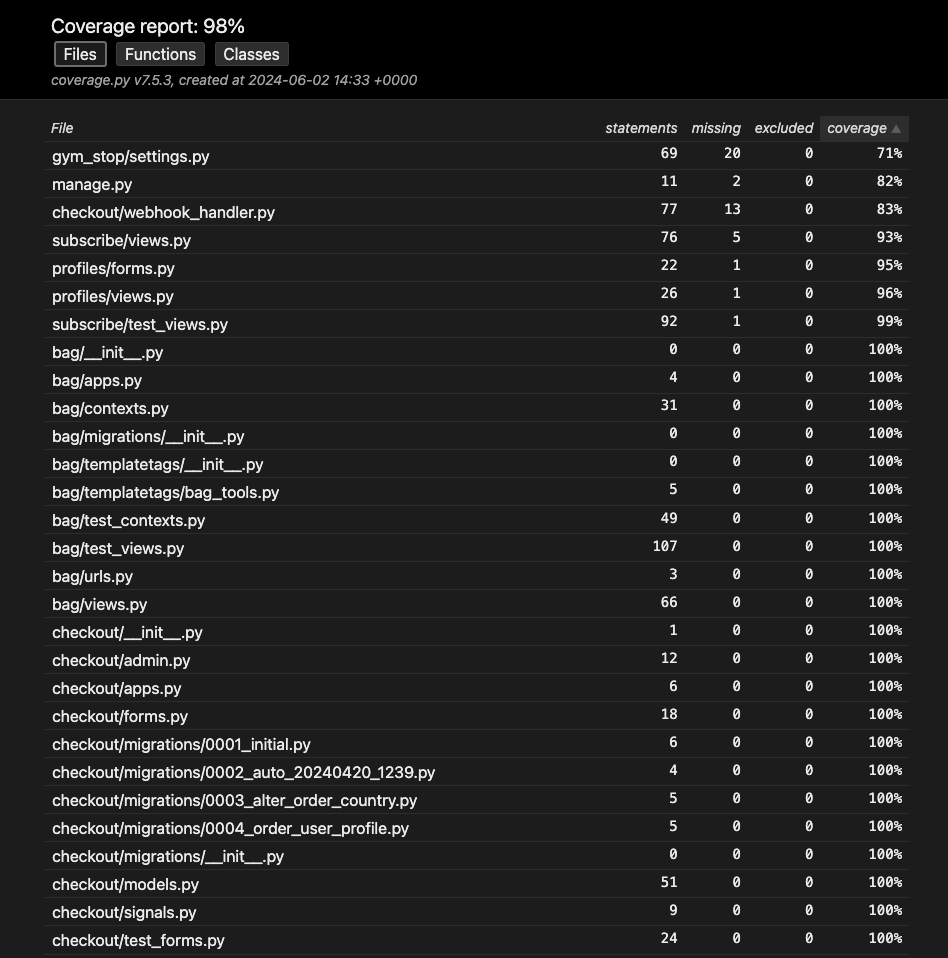 Coverage report: 98%
Files Functions Classes
coverage.py v7.5.3, created at 2024-06-02 14:33 +0000
File statements missing excluded coverage ▲
gym_stop/settings.py 69 20 0 71%
manage.py 11 2 0 82%
checkout/webhook_handler.py 77 13 0 83%
subscribe/views.py 76 5 0 93%
profiles/forms.py 22 1 0 95%
profiles/views.py 26 1 0 96%
subscribe/test_views.py 92 1 0 99%
bag/__init__.py 0 0 0 100%
bag/apps.py 4 0 0 100%
bag/contexts.py 31 0 0 100%
bag/migrations/__init__.py 0 0 0 100%
bag/templatetags/__init__.py 0 0 0 100%
bag/templatetags/bag_tools.py 5 0 0 100%
bag/test_contexts.py 49 0 0 100%
bag/test_views.py 107 0 0 100%
bag/urls.py 3 0 0 100%
bag/views.py 66 0 0 100%
checkout/__init__.py 1 0 0 100%
checkout/admin.py 12 0 0 100%
checkout/apps.py 6 0 0 100%
checkout/forms.py 18 0 0 100%
checkout/migrations/0001_initial.py 6 0 0 100%
checkout/migrations/0002_auto_20240420_1239.py 4 0 0 100%
checkout/migrations/0003_alter_order_country.py 5 0 0 100%
checkout/migrations/0004_order_user_profile.py 5 0 0 100%
checkout/migrations/__init__.py 0 0 0 100%
checkout/models.py 51 0 0 100%
checkout/signals.py 9 0 0 100%
checkout/test_forms.py 24 0 0 100%